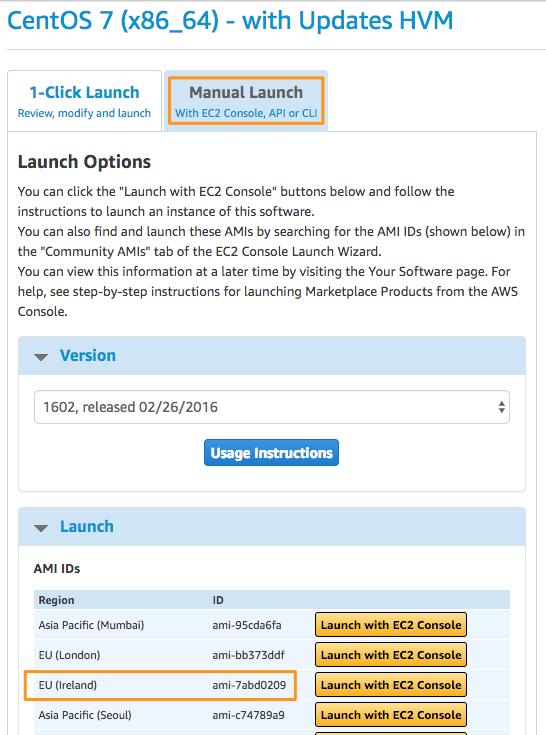 CentOS 7 (x86_64) - with Updates HVM
1-Click Launch
Review, modify and launch
Manual Launch
With EC2 Console, API or CLI
Launch Options
You can click the "Launch with EC2 Console" buttons below and follow the
instructions to launch an instance of this software.
You can also find and launch these AMIs by searching for the AMI IDs (shown below) in
the "Community AMIs" tab of the EC2 Console Launch Wizard.
You can view this information at a later time by visiting the Your Software page. For
help, see step-by-step instructions for launching Marketplace Products from the AWS
Console.
Version
1602, released 02/26/2016
Usage Instructions
Launch
AMI IDs
Region ID
Asia Pacific (Mumbai) ami-95cda6fa Launch with EC2 Console
EU (London) ami-bb373ddf Launch with EC2 Console
EU (Ireland) ami-7abd0209 Launch with EC2 Console
Asia Pacific (Seoul) ami-c74789a9 Launch with EC2 Console